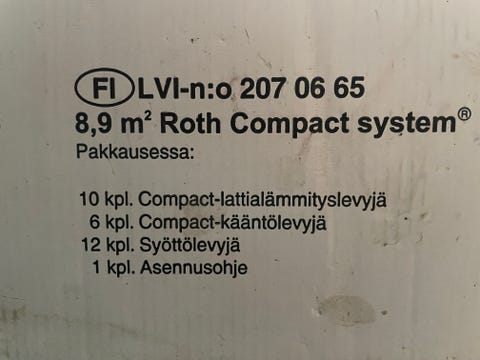 FI LVI-n:o 207 06 65
8,9 m² Roth Compact system®
Pakkausessa:
10 kpl. Compact-lattialämmityslevyjä
6 kpl. Compact-kääntölevyjä
12 kpl. Syöttölevyjä
1 kpl. Asennusohje